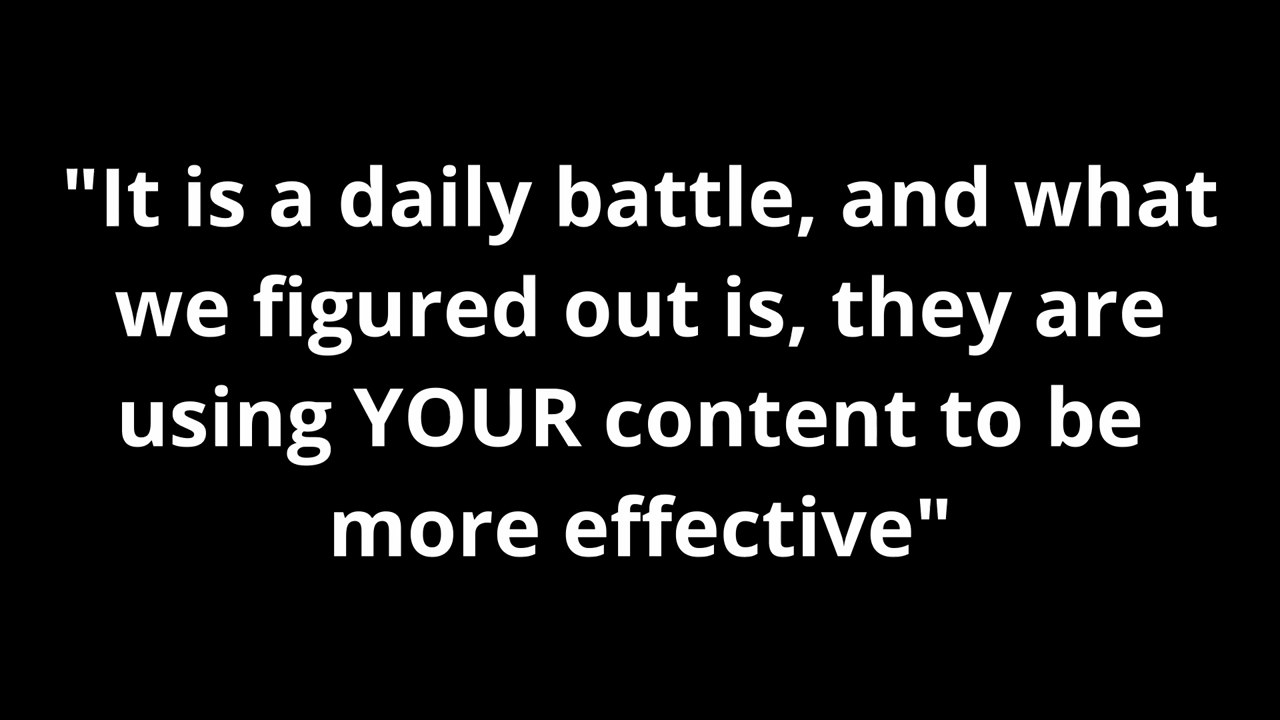 "It is a daily battle, and what
we figured out is, they are
using YOUR content to be
more effective"